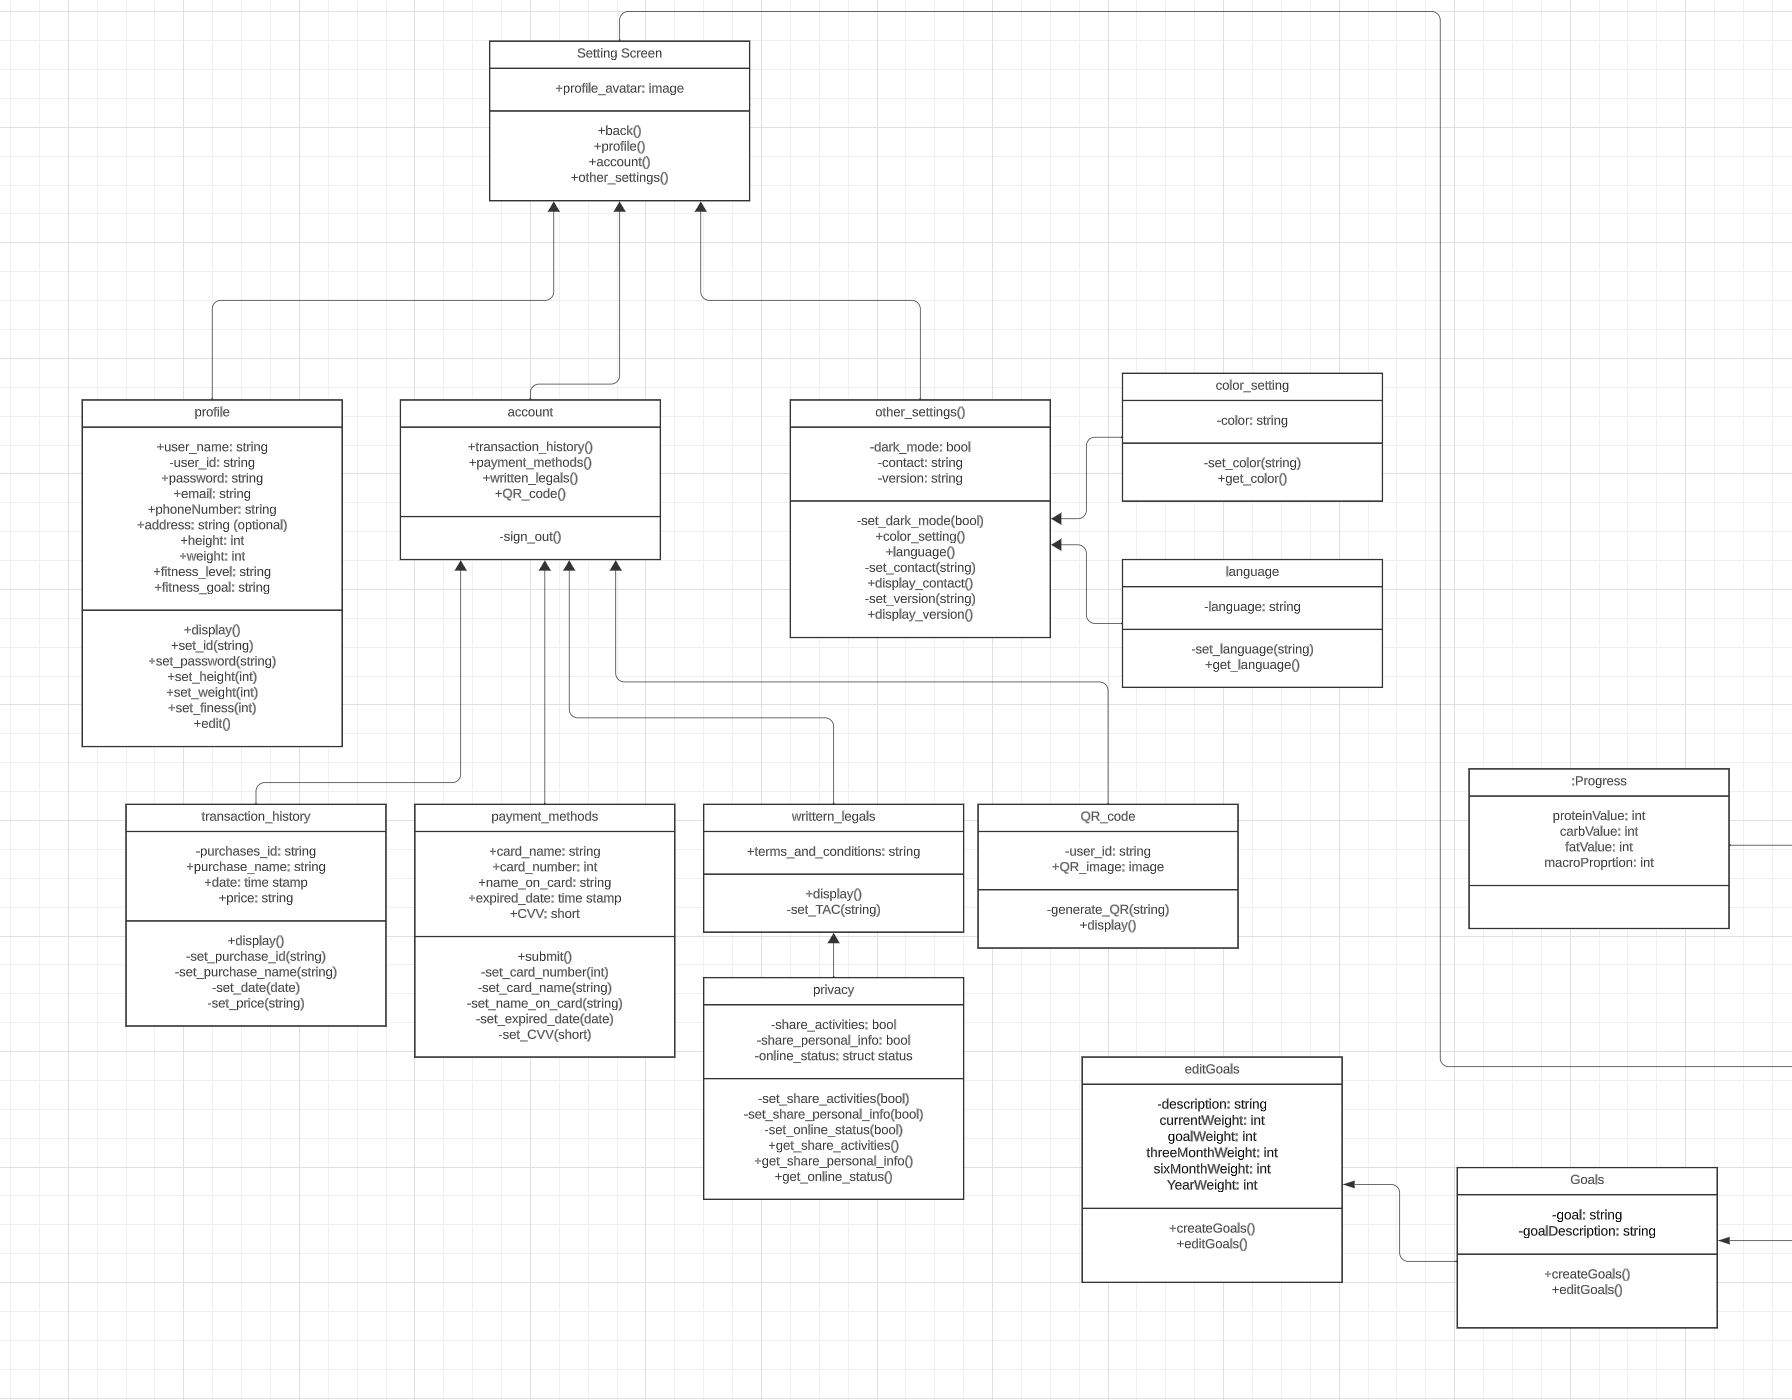 Setting Screen
+profile_avatar: image
+back()
+profile()
+account()
+other_settings()
profile
+user_name: string
-user_id: string
+password: string
+email: string
+phoneNumber: string
+address: string (optional)
+height: int
+weight: int
+fitness_level: string
+fitness_goal: string
+display()
+set_id(string)
+set_password(string)
+set_height(int)
+set_weight(int)
+set_finess(int)
+edit()
account
+transaction_history()
+payment_methods()
+written_legals()
+QR_code()
-sign_out()
other_settings()
-dark_mode: bool
-contact: string
-version: string
-set_dark_mode(bool)
+color_setting()
+language()
-set_contact(string)
+display_contact()
-set_version(string)
+display_version()
color_setting
-color: string
-set_color(string)
+get_color()
language
-language: string
-set_language(string)
+get_language()
transaction_history
-purchases_id: string
+purchase_name: string
+date: time stamp
+price: string
+display()
-set_purchase_id(string)
-set_purchase_name(string)
-set_date(date)
-set_price(string)
payment_methods
+card_name: string
+card_number: int
+name_on_card: string
+expired_date: time stamp
+CVV: short
+submit()
-set_card_number(int)
-set_card_name(string)
-set_name_on_card(string)
-set_expired_date(date)
-set_CVV(short)
writtern_legals
+terms_and_conditions: string
+display()
-set_TAC(string)
QR_code
-user_id: string
+QR_image: image
-generate_QR(string)
+display()
privacy
-share_activities: bool
-share_personal_info: bool
-online_status: struct status
-set_share_activities(bool)
-set_share_personal_info(bool)
-set_online_status(bool)
+get_share_activities()
+get_share_personal_info()
+get_online_status()
:Progress
proteinValue: int
carbValue: int
fatValue: int
macroProprtion: int
editGoals
-description: string
currentWeight: int
goalWeight: int
threeMonthWeight: int
sixMonthWeight: int
YearWeight: int
+createGoals()
+editGoals()
Goals
-goal: string
-goalDescription: string
+createGoals()
+editGoals()